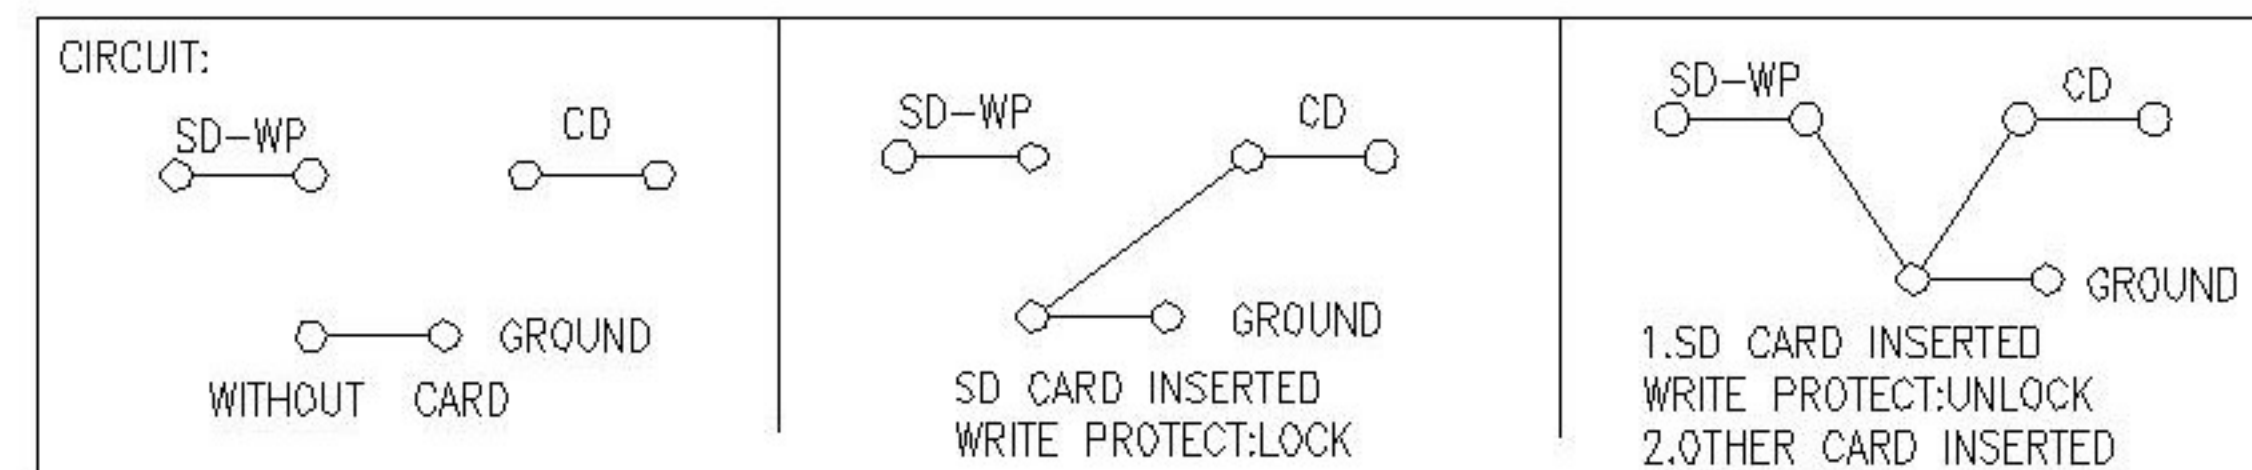 CIRCUIT:
SD-WP CD
GROUND
WITHOUT CARD
SD-WP CD
GROUND
SD CARD INSERTED
WRITE PROTECT:LOCK
SD-WP CD
GROUND
1.SD CARD INSERTED
WRITE PROTECT:UNLOCK
2.OTHER CARD INSERTED